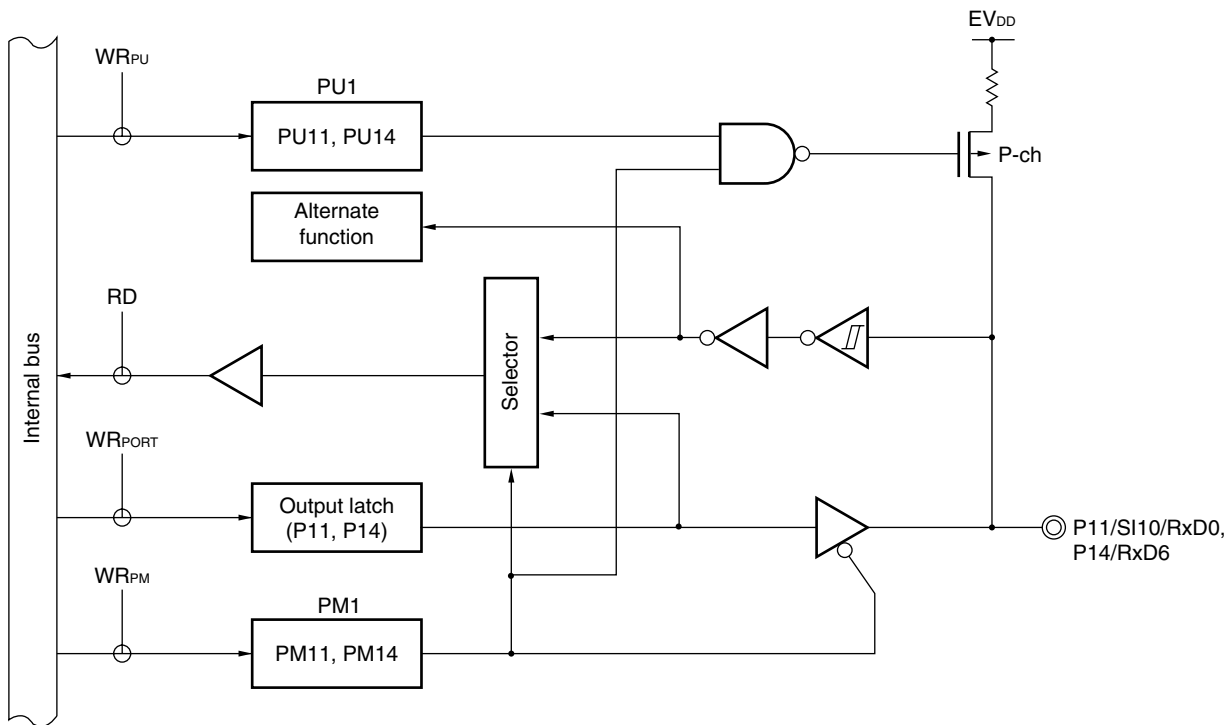 EVDD
WRPU
PU1
PU11, PU14
P-ch
Alternate
function
RD
Selector
Internal bus
WRPORT
Output latch
(P11, P14)
P11/SI10/RxD0,
P14/RxD6
WRPM
PM1
PM11, PM14